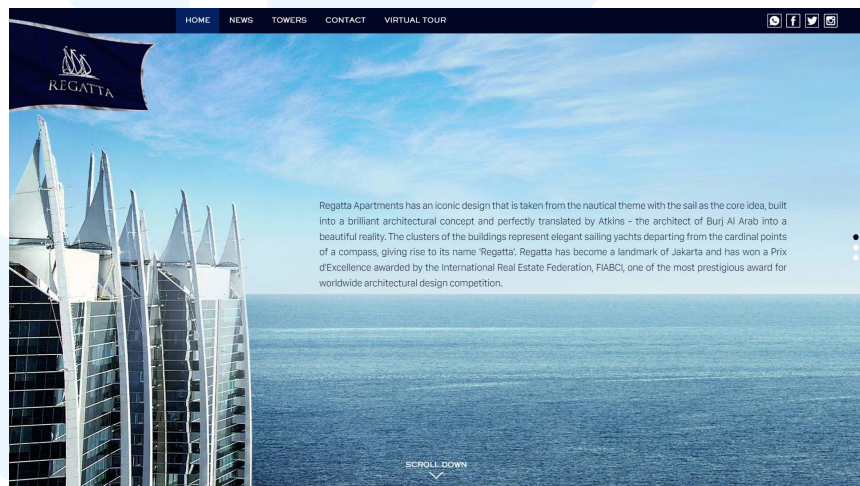 HOME NEWS TOWERS CONTACT VIRTUAL TOUR
REGATTA
Regatta Apartments has an iconic design that is taken from the nautical theme with the sail as the core idea, built
into a brilliant architectural concept and perfectly translated by Atkins - the architect of Burj Al Arab into a
beautiful reality. The clusters of the buildings represent elegant sailing yachts departing from the cardinal points
of a compass, giving rise to its name 'Regatta'. Regatta has become a landmark of Jakarta and has won a Prix
d'Excellence awarded by the International Real Estate Federation, FIABCI, one of the most prestigious award for
worldwide architectural design competition.
SCROLL DOWN